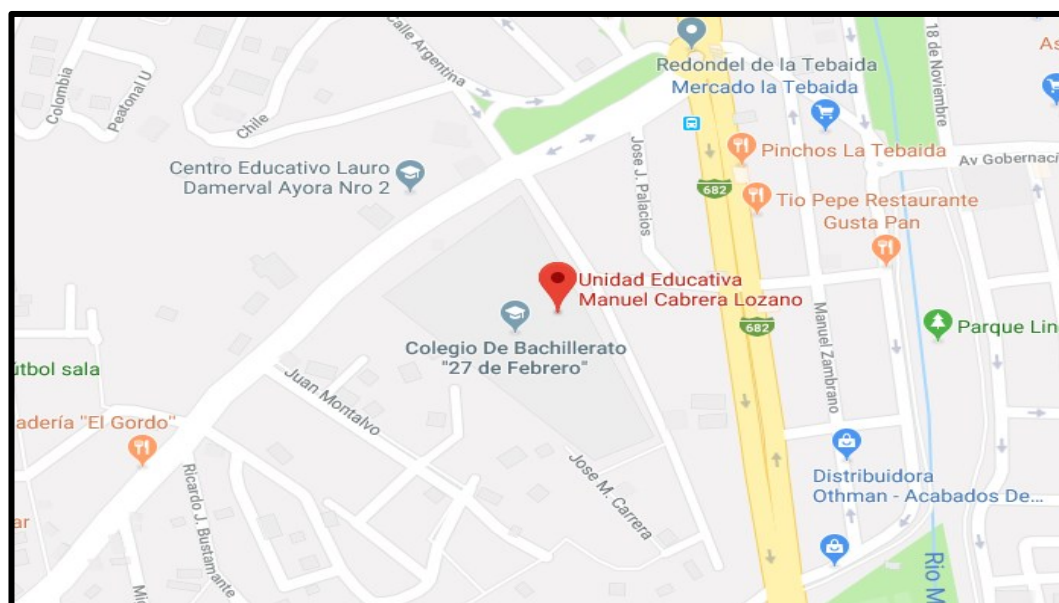 Colombia
Peatonal U
Chile
Calle Argentina
Redondel de la Tebaida
Mercado la Tebaida
18 de Noviembre
As
Pinchos La Tebaida
Av Gobernaci
Centro Educativo Lauro
Damerval Ayora Nro 2
Jose J. Palacios
682
Tio Pepe Restaurante
Gusta Pan
Unidad Educativa
Manuel Cabrera Lozano
Colegio De Bachillerato
"27 de Febrero"
682
Manuel Zambrano
Parque Lin
útbol sala
Juan Montalvo
adería "El Gordo"
Ricardo J. Bustamante
Jose M. Carrera
Distribuidora
Othman - Acabados De...
ar
Mig
Rio M